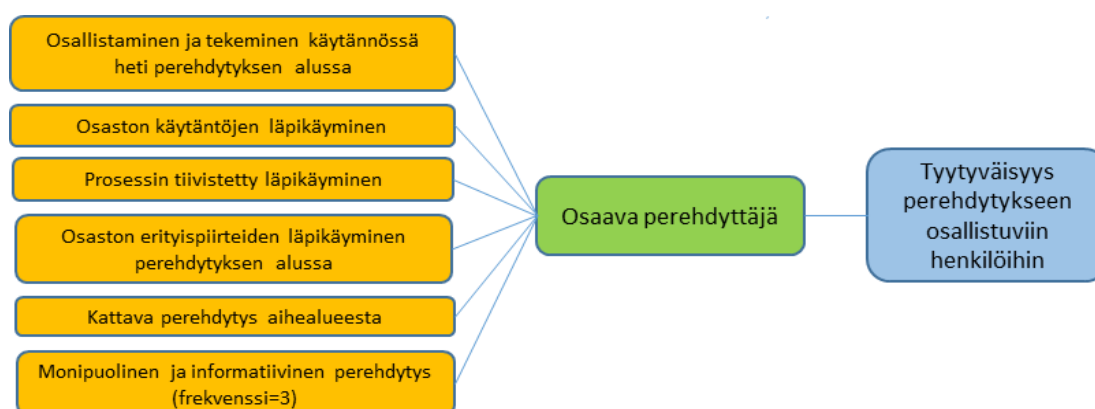 Osallistaminen ja tekeminen käytännössä
heti perehdytyksen alussa
Osaston käytäntöjen läpikäyminen
Prosessin tiivistetty läpikäyminen
Osaston erityispiirteiden läpikäyminen
perehdytyksen alussa
Kattava perehdytys aihealueesta
Monipuolinen ja informatiivinen perehdytys
(frekvenssi=3)
Osaava perehdyttäjä
Tyytyväisyys
perehdytykseen
osallistuviin
henkilöihin